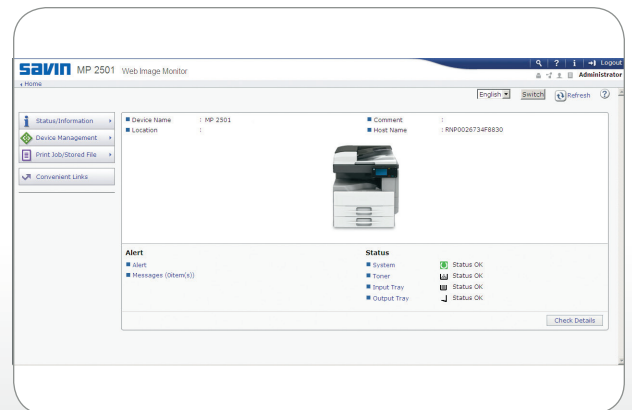 ? i Logout
savin MP 2501 Web Image Monitor
Administrator
Home
English Switch Refresh ?
Status/Information
Device Management
Print Job/Stored File
Convenient Links
Device Name : MP 2501
Location :
Comment :
Host Name : RNP0026734F8830
Alert
Alert
Messages (0item(s))
Status
System Status OK
Toner Status OK
Input Tray Status OK
Output Tray Status OK
Check Details